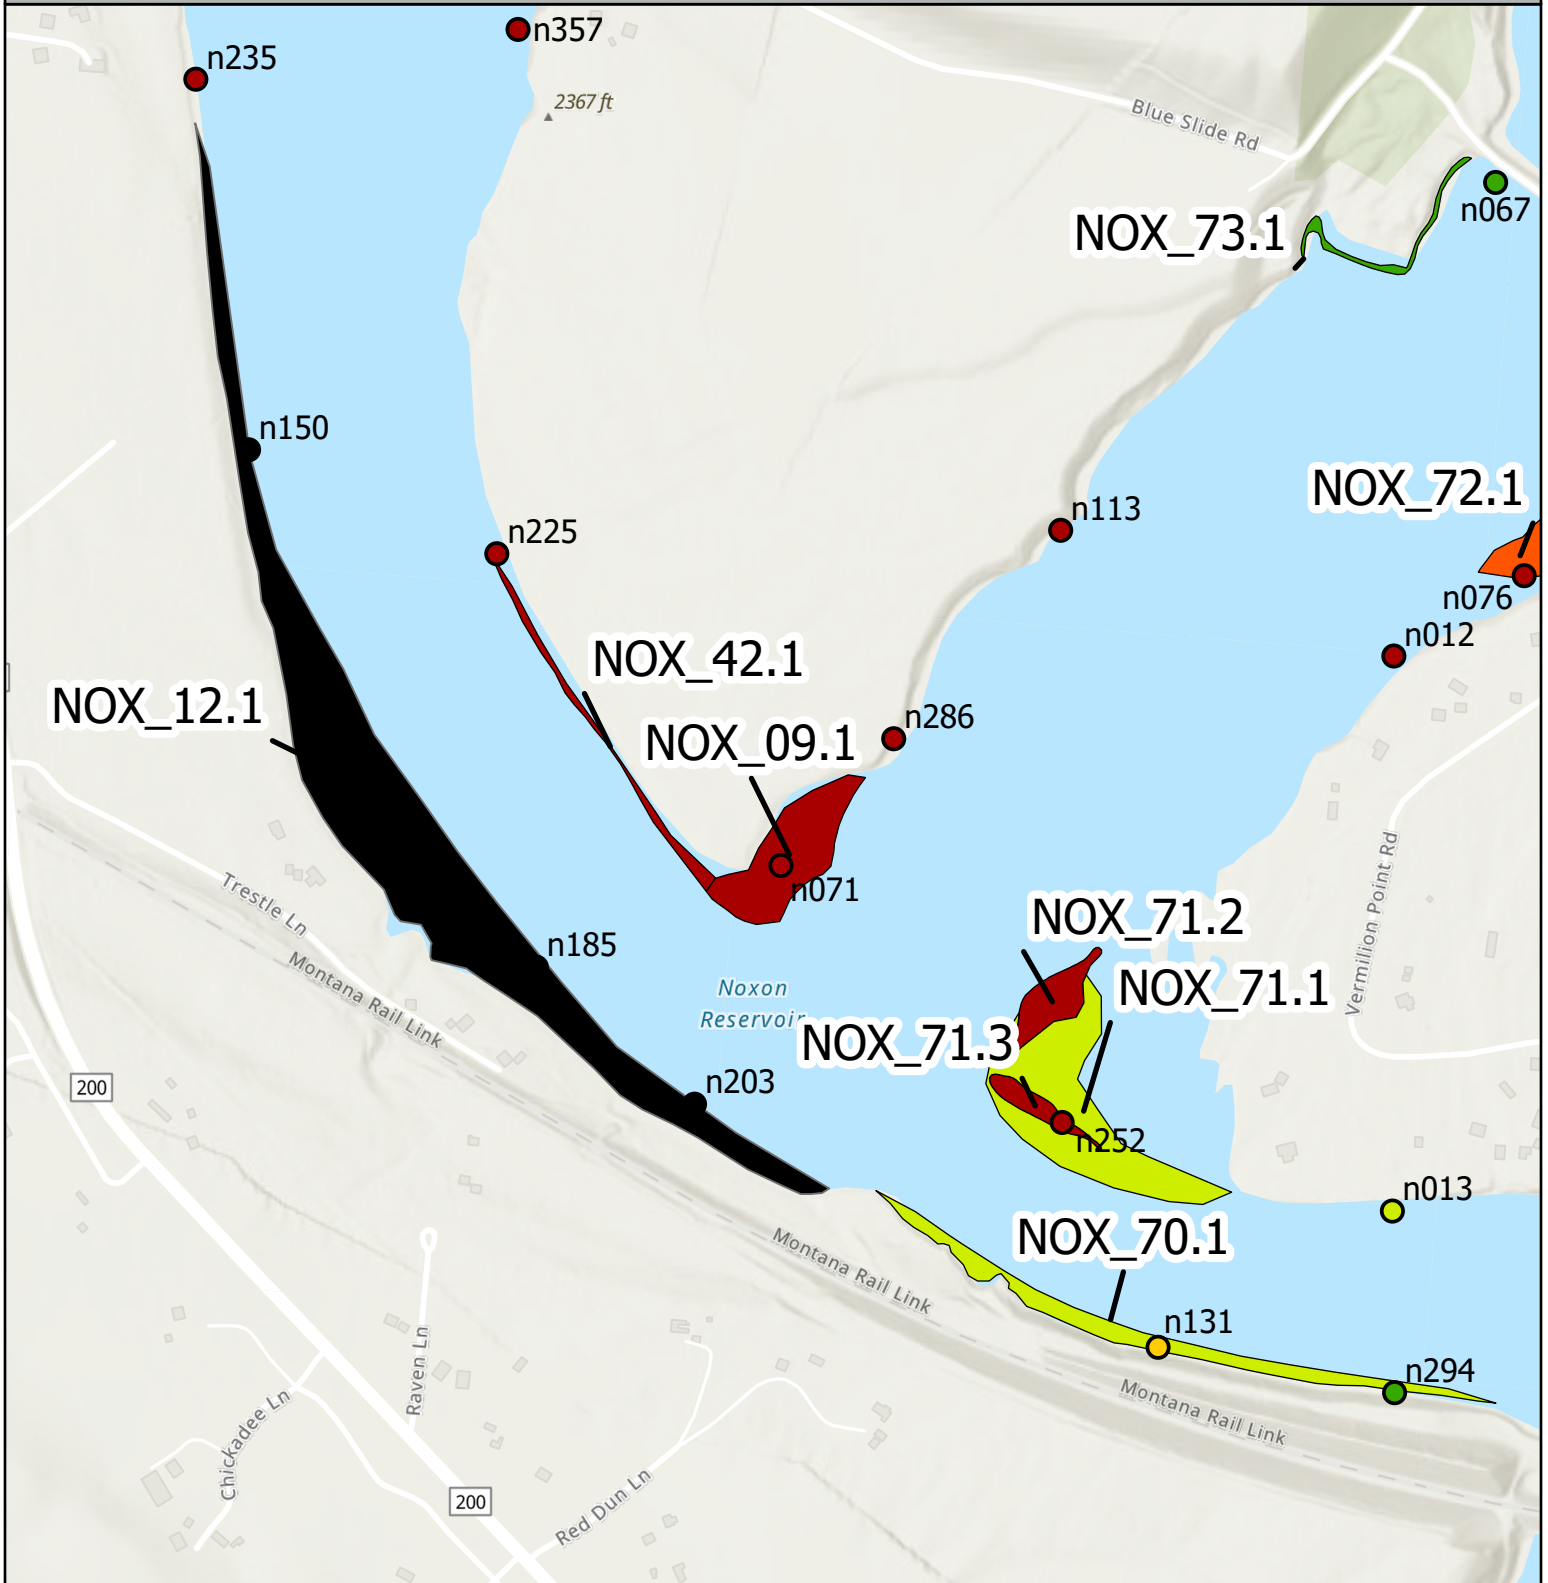 n357
n235
2367 ft
Blue Slide Rd
n067
NOX_73.1
n150
NOX_72.1
n113
n225
n076
n012
NOX_42.1
NOX_12.1
n286
NOX_09.1
n071
Vermilion Point Rd
Trestle Ln
NOX_71.2
n185
Montana Rail Link
Noxon
Reservoir
NOX_71.1
NOX_71.3
n203
200
n252
n013
NOX_70.1
Montana Rail Link
n131
n294
Raven Ln
Chickadee Ln
Montana Rail Link
200
Red Dun Ln